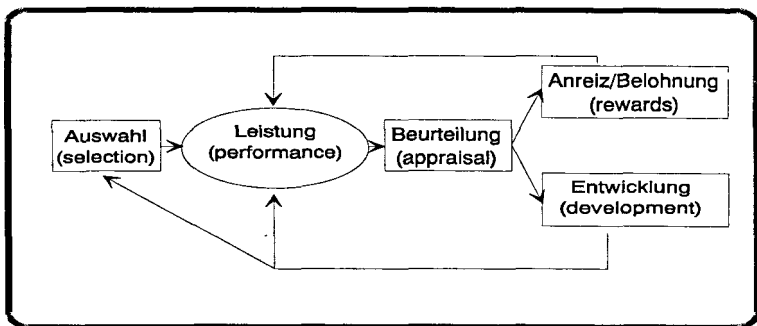 Auswahl
(selection)
Leistung
(performance)
Beurteilung
(appraisal)
Anreiz/Belohnung
(rewards)
Entwicklung
(development)